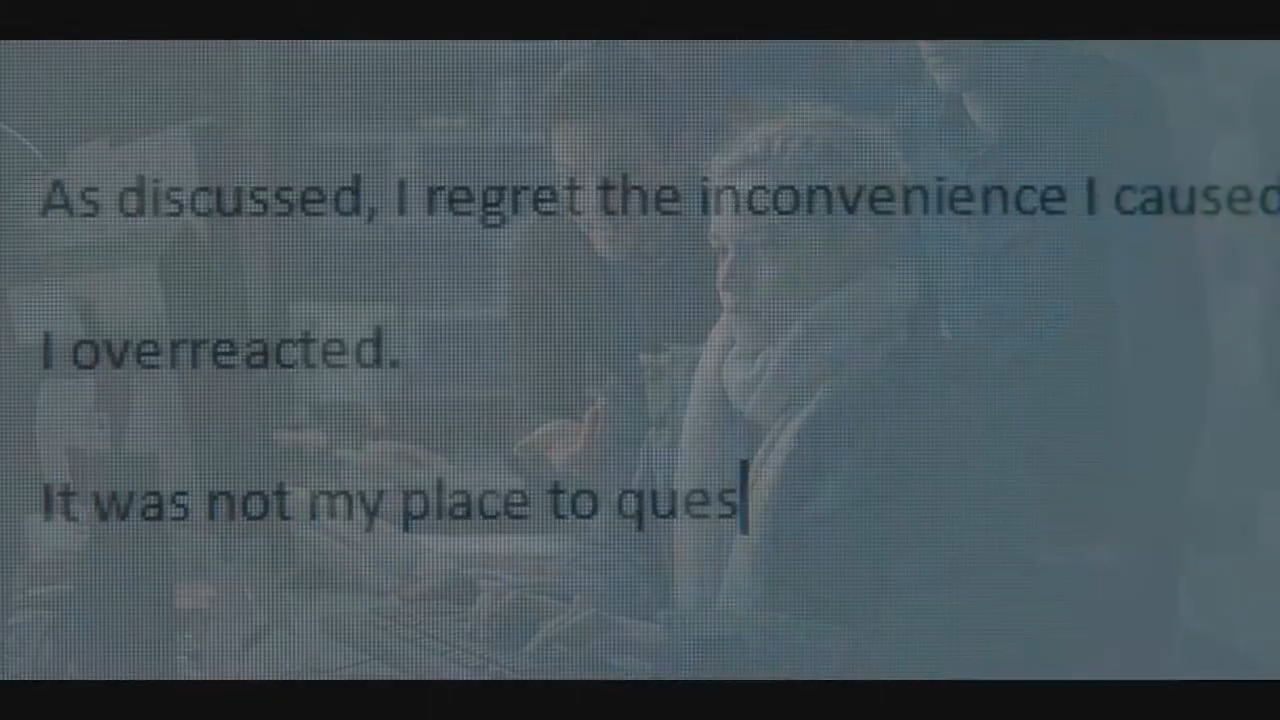 As discussed, I regret the inconvenience I caused
I overreacted.
It was not my place to ques